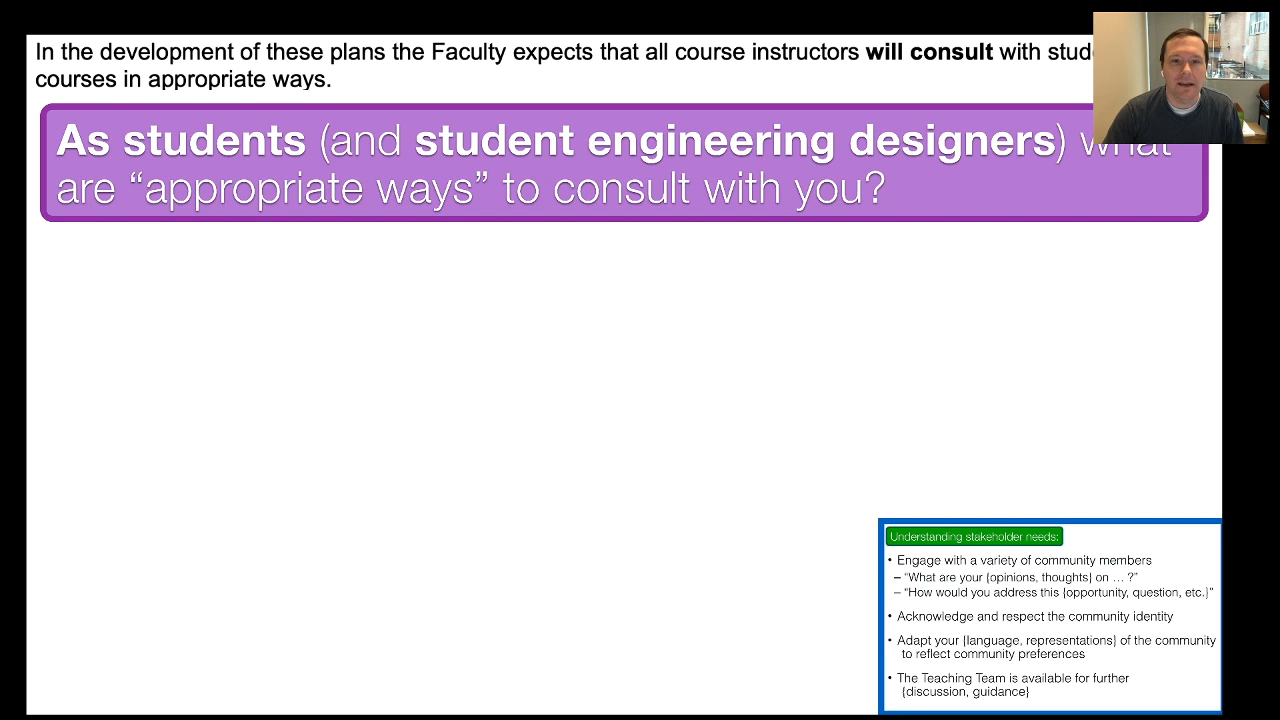 In the development of these plans the Faculty expects that all course instructors will consult with
courses in appropriate ways.
As students (and student engineering designers) what
are “appropriate ways” to consult with you?
Understanding stakeholder needs:
• Engage with a variety of community members
– “What are your {opinions, thoughts} on … ?”
– “How would you address this {opportunity, question, etc.}”
• Acknowledge and respect the community identity
• Adapt your {language, representations} of the community
to reflect community preferences
• The Teaching Team is available for further
{discussion, guidance}